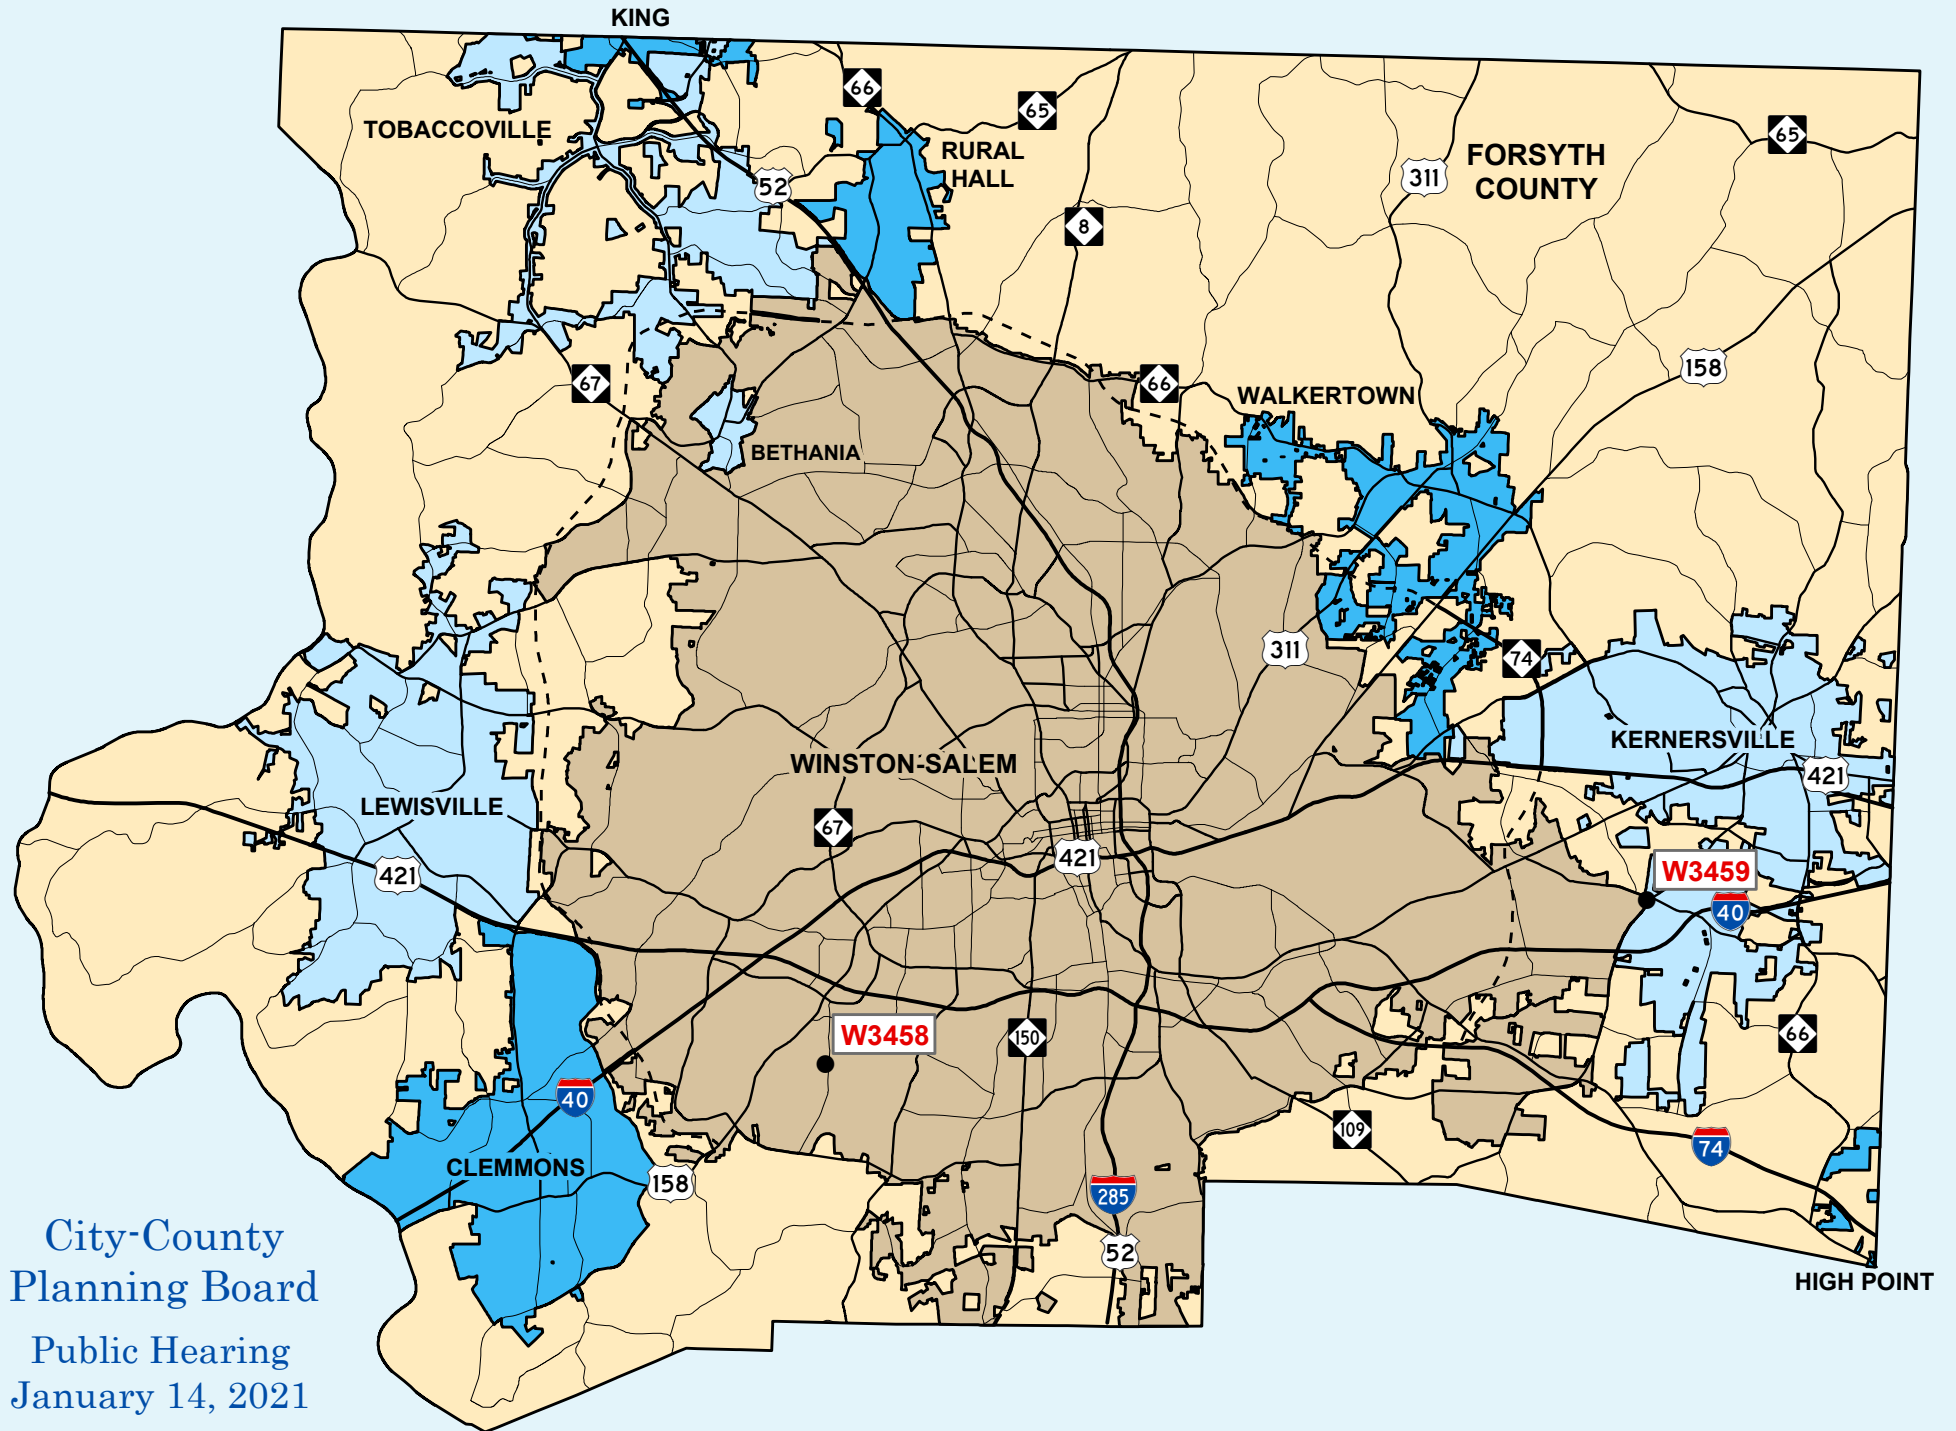 KING
66
65
TOBACCOVILLE
RURAL
HALL
65
FORSYTH
COUNTY
311
52
8
158
67
66
WALKERTOWN
BETHANIA
311
74
KERNERSVILLE
WINSTON-SALEM
421
LEWISVILLE
67
421
421
W3459
40
W3458
150
66
40
109
74
CLEMMONS
158
285
52
HIGH POINT
City-County
Planning Board
Public Hearing
January 14, 2021